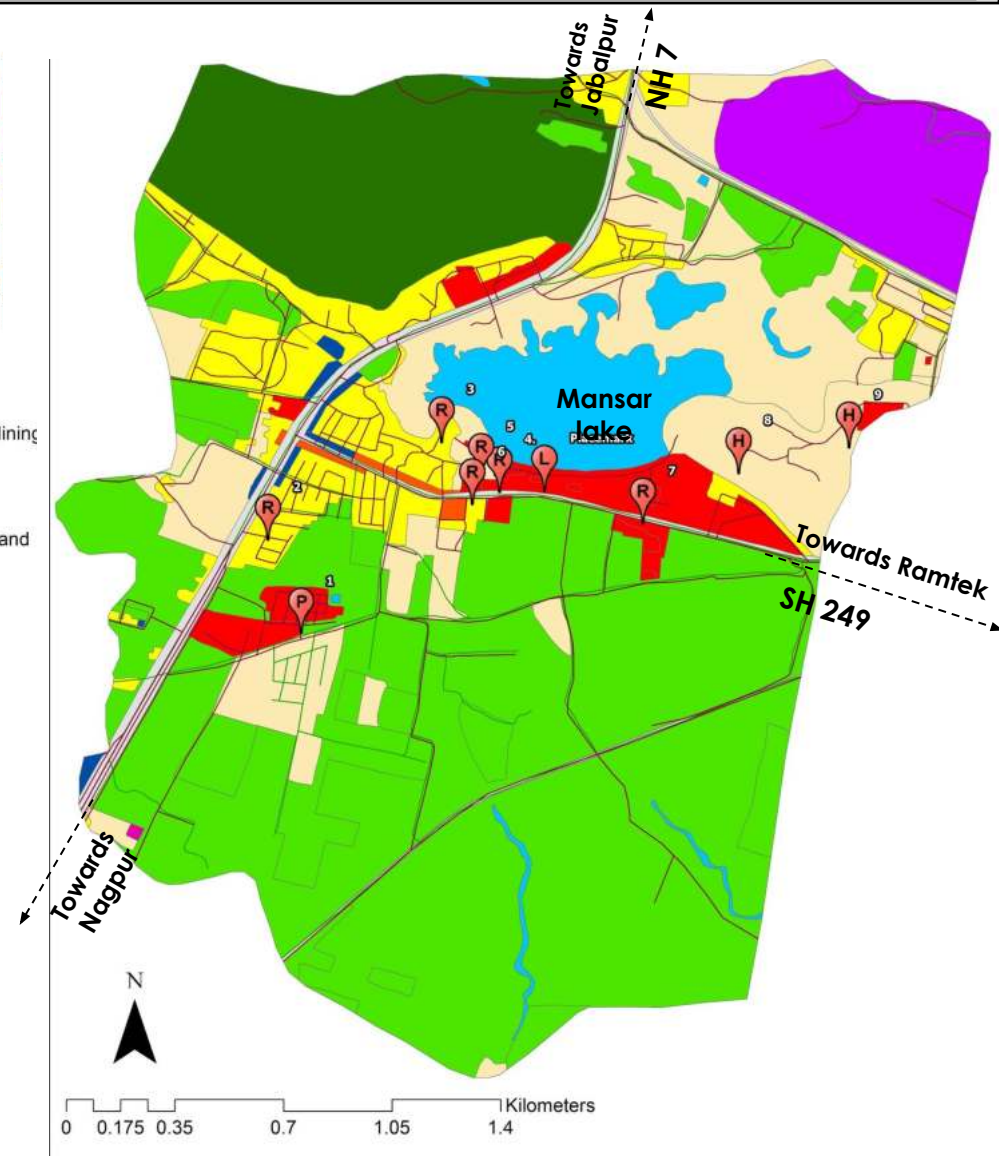 Towards
Jabalpur
NH 7
Mansar
lake
3
5
4.
6
7
8
9
R
R
R
R
L
R
H
H
2
R
1
P
lining
and
Towards Ramtek
SH 249
Towards
Nagpur
N
Kilometers
0 0.175 0.35 0.7 1.05 1.4